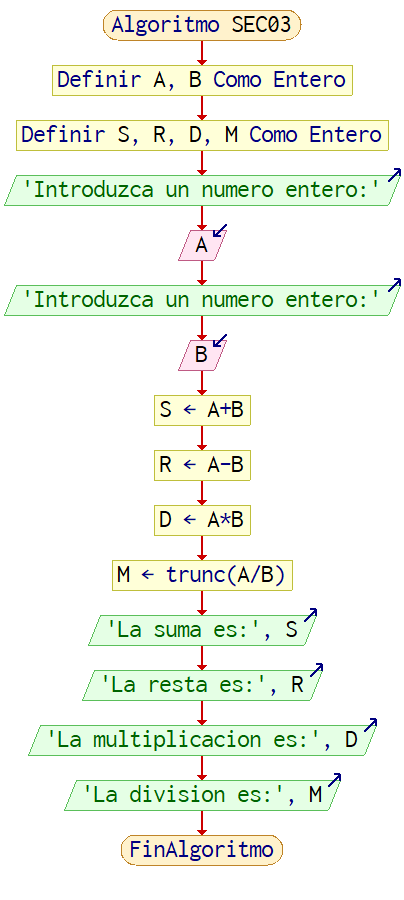 Algoritmo SEC03
Definir A, B Como Entero
Definir S, R, D, M Como Entero
'Introduzca un numero entero:'
A
'Introduzca un numero entero:'
B
S ← A+B
R ← A-B
D ← A*B
M ← trunc(A/B)
'La suma es:', S
'La resta es:', R
'La multiplicacion es:', D
'La division es:', M
FinAlgoritmo